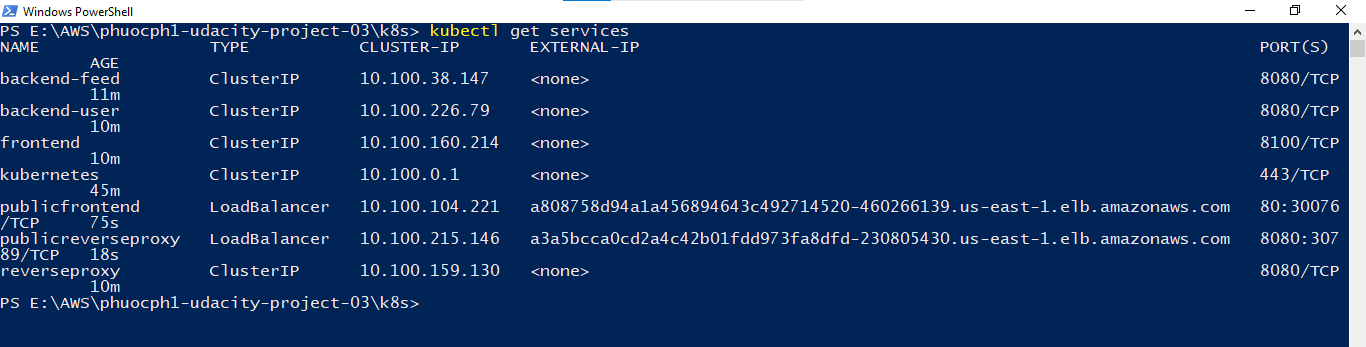 Windows PowerShell
PS E:\AWS\phuocph1-udacity-project-03\k8s> kubectl get services
NAME TYPE CLUSTER-IP EXTERNAL-IP PORT(S)
AGE
backend-feed ClusterIP 10.100.38.147 <none> 8080/TCP
11m
backend-user ClusterIP 10.100.226.79 <none> 8080/TCP
10m
frontend ClusterIP 10.100.160.214 <none> 8100/TCP
10m
kubernetes ClusterIP 10.100.0.1 <none> 443/TCP
45m
publicfrontend LoadBalancer 10.100.104.221 a808758d94a1a456894643c492714520-460266139.us-east-1.elb.amazonaws.com 80:30076
/TCP 75s
publicreverseproxy LoadBalancer 10.100.215.146 a3a5bcca0cd2a4c42b01fdd973fa8dfd-230805430.us-east-1.elb.amazonaws.com 8080:307
89/TCP 18s
reverseproxy ClusterIP 10.100.159.130 <none> 8080/TCP
10m
PS E:\AWS\phuocph1-udacity-project-03\k8s>